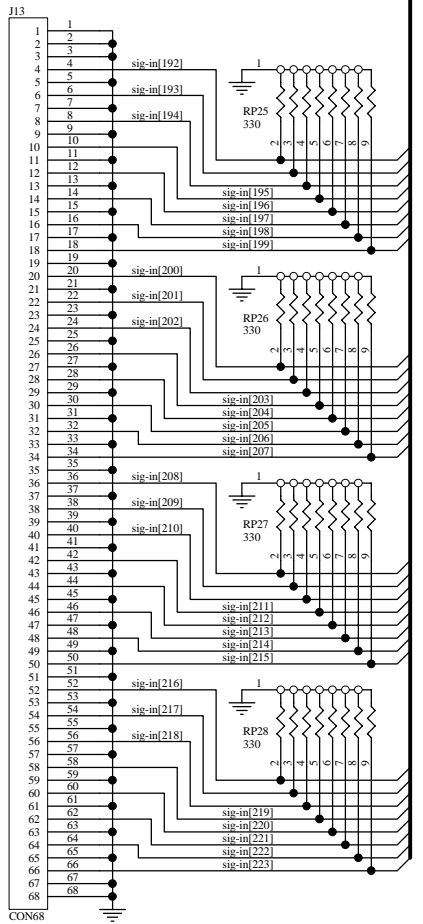 J13
1 1
2 2
3 3
4 4
5 5
6 6
7 7
8 8
9 9
10 10
11 11
12 12
13 13
14 14
15 15
16 16
17 17
18 18
19 19
20 20
21 21
22 22
23 23
24 24
25 25
26 26
27 27
28 28
29 29
30 30
31 31
32 32
33 33
34 34
35 35
36 36
37 37
38 38
39 39
40 40
41 41
42 42
43 43
44 44
45 45
46 46
47 47
48 48
49 49
50 50
51 51
52 52
53 53
54 54
55 55
56 56
57 57
58 58
59 59
60 60
61 61
62 62
63 63
64 64
65 65
66 66
67 67
68 68
CON68
sig-in[192]
sig-in[193]
sig-in[194]
1
RP25
330
2 3 4 5 6 7 8 9
sig-in[195]
sig-in[196]
sig-in[197]
sig-in[198]
sig-in[199]
sig-in[200]
sig-in[201]
sig-in[202]
1
RP26
330
2 3 4 5 6 7 8 9
sig-in[203]
sig-in[204]
sig-in[205]
sig-in[206]
sig-in[207]
sig-in[208]
sig-in[209]
sig-in[210]
1
RP27
330
2 3 4 5 6 7 8 9
sig-in[211]
sig-in[212]
sig-in[213]
sig-in[214]
sig-in[215]
sig-in[216]
sig-in[217]
sig-in[218]
1
RP28
330
2 3 4 5 6 7 8 9
sig-in[219]
sig-in[220]
sig-in[221]
sig-in[222]
sig-in[223]